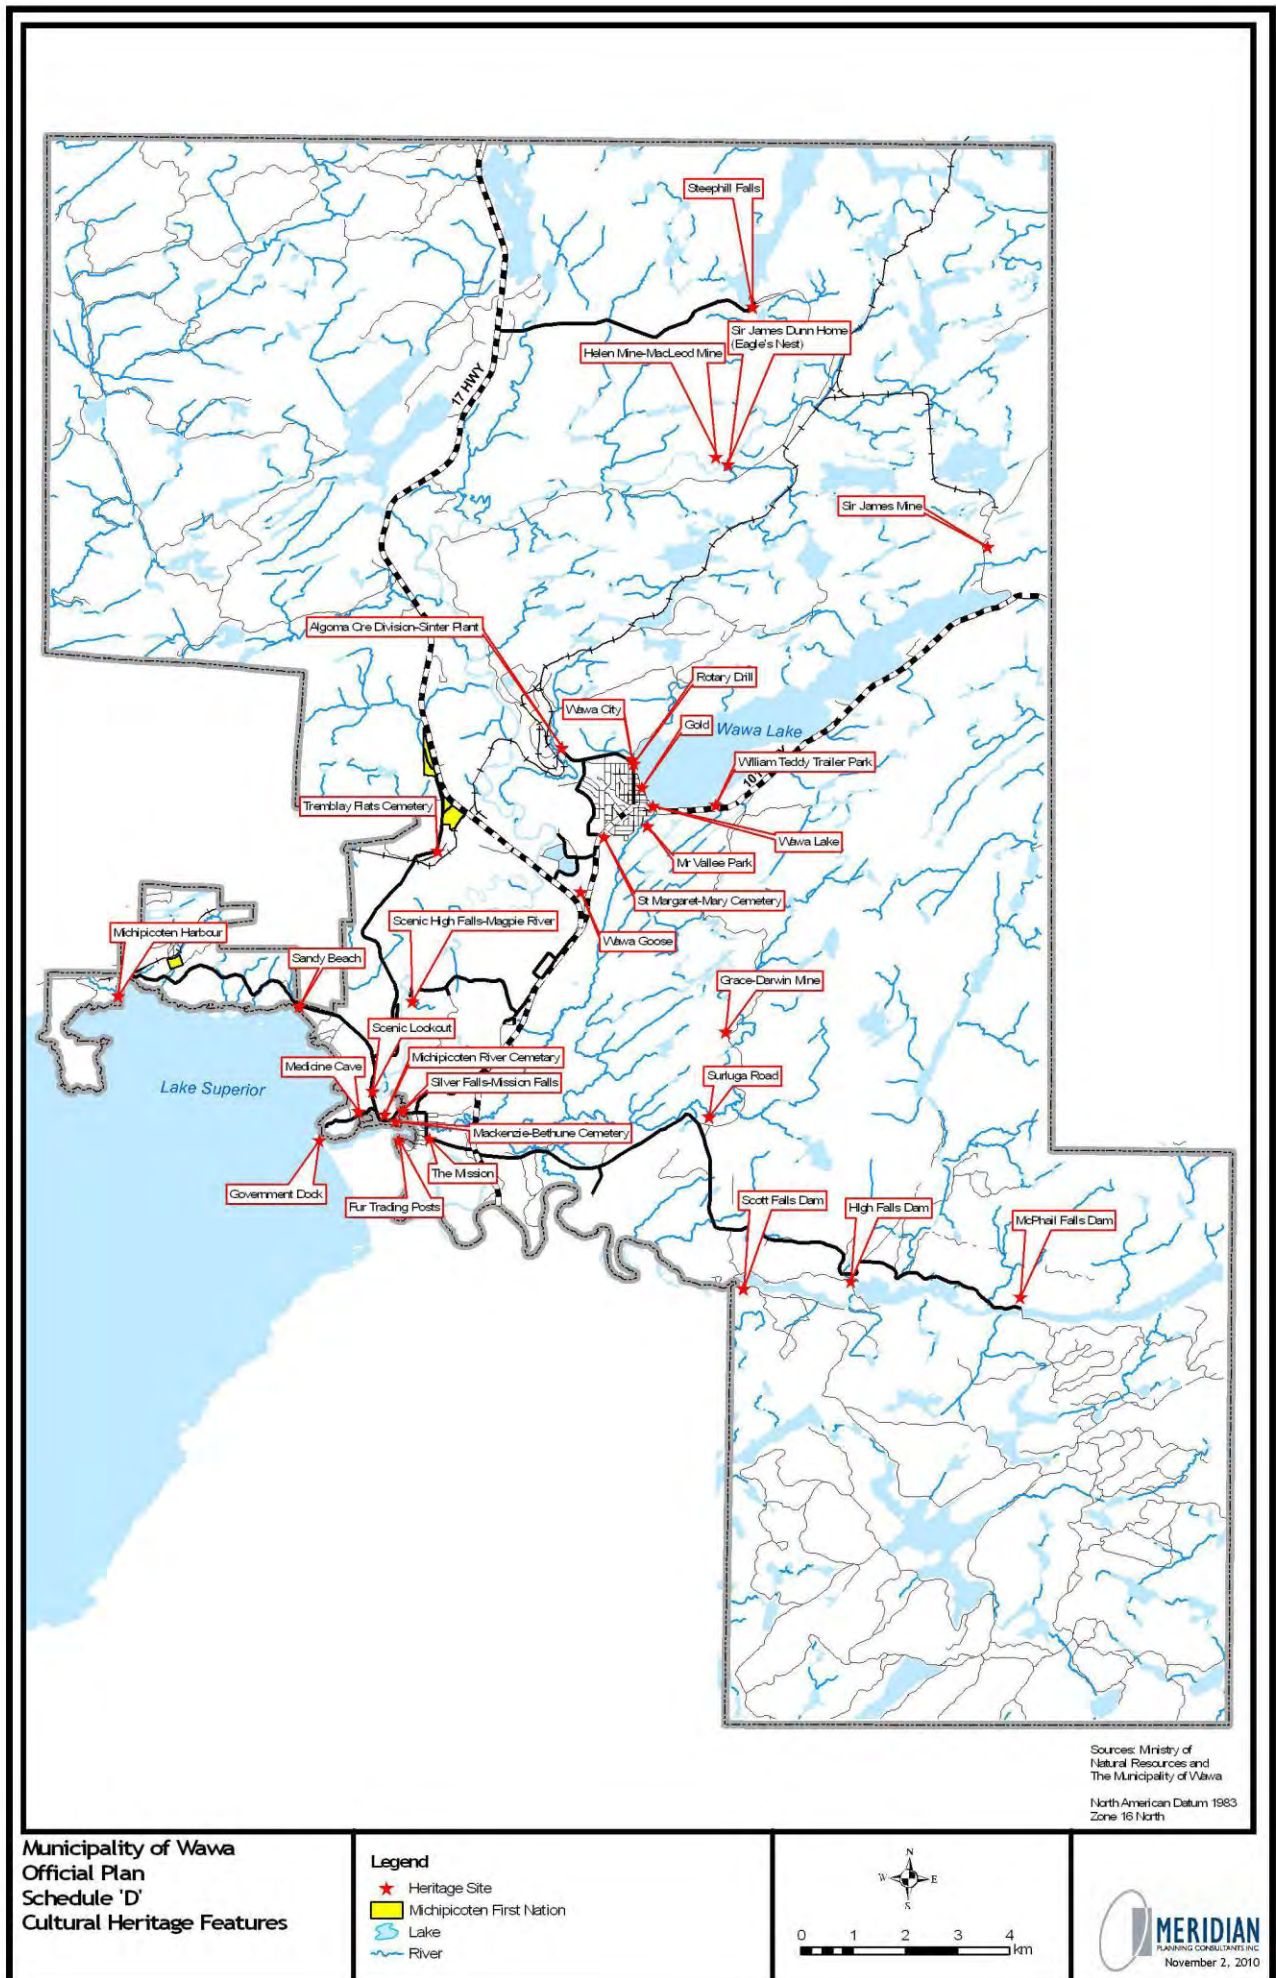 Steephill Falls
Sir James Dunn Home
(Eagle's Nest)
Helen Mine-MacLeod Mine
17 HWY
Sir James Mine
Algoma Ore Division-Sinter Plant
Rotary Drill
Wawa City
Gold
Wawa Lake
William Teddy Trailer Park
Tremblay Flats Cemetery
Wawa Lake
Mr Vallee Park
St Margaret-Mary Cemetery
Scenic High Falls-Magpie River
Michipicoten Harbour
Wawa Goose
Sandy Beach
Grace-Darwin Mine
Scenic Lookout
Michipicoten River Cemetary
Medicine Cave
Surluga Road
Silver Falls-Mission Falls
Lake Superior
Mackenzie-Bethune Cemetery
The Mission
Government Dock
Fur Trading Posts
Scott Falls Dam
High Falls Dam
McPhail Falls Dam
Sources: Ministry of
Natural Resources and
The Municipality of Wawa
North American Datum 1983
Zone 16 North
Municipality of Wawa
Official Plan
Schedule 'D'
Cultural Heritage Features
Legend
Heritage Site
Michipicoten First Nation
Lake
River
N
W E
S
0 1 2 3 4
km
MERIDIAN
PLANNING CONSULTANTS INC
November 2, 2010